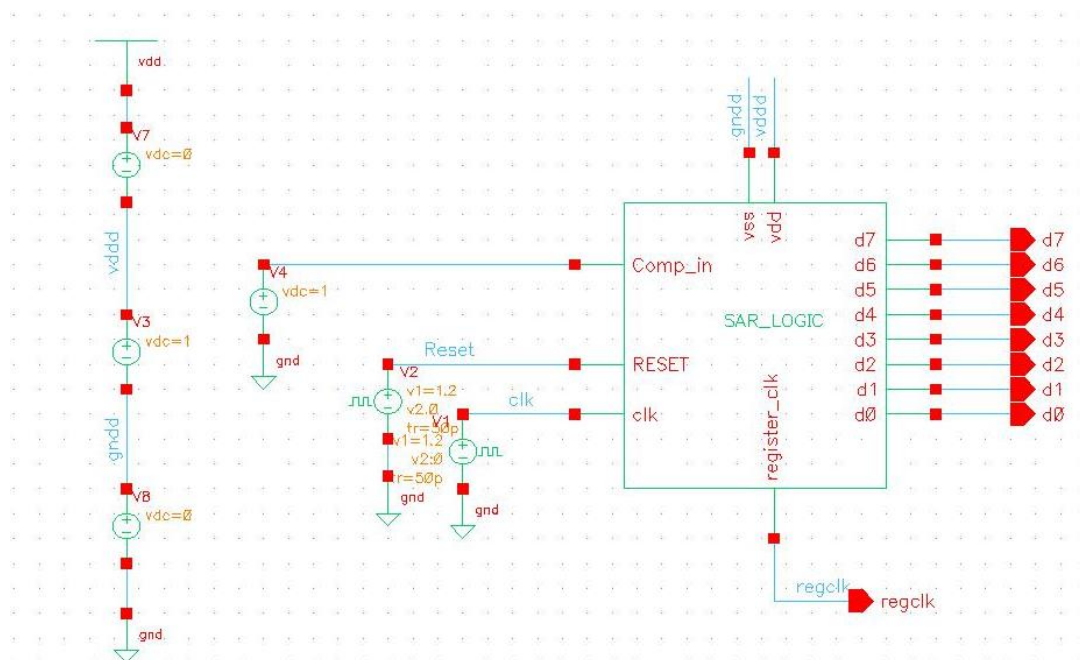 vdd
V7
vdc=0
vddd
V3
vdc=1
gndd
V8
vdc=0
gnd
V4
vdc=1
gnd
Reset
V2
v1=1.2
v2:0
tr=50p
gnd
clk
V1
v1=1.2
v2:0
tr=50p
gnd
gndd
vddd
vss
vdd
Comp_in
RESET
clk
SAR_LOGIC
register_clk
d7
d6
d5
d4
d3
d2
d1
d0
d7
d6
d5
d4
d3
d2
d1
d0
regclk
regclk